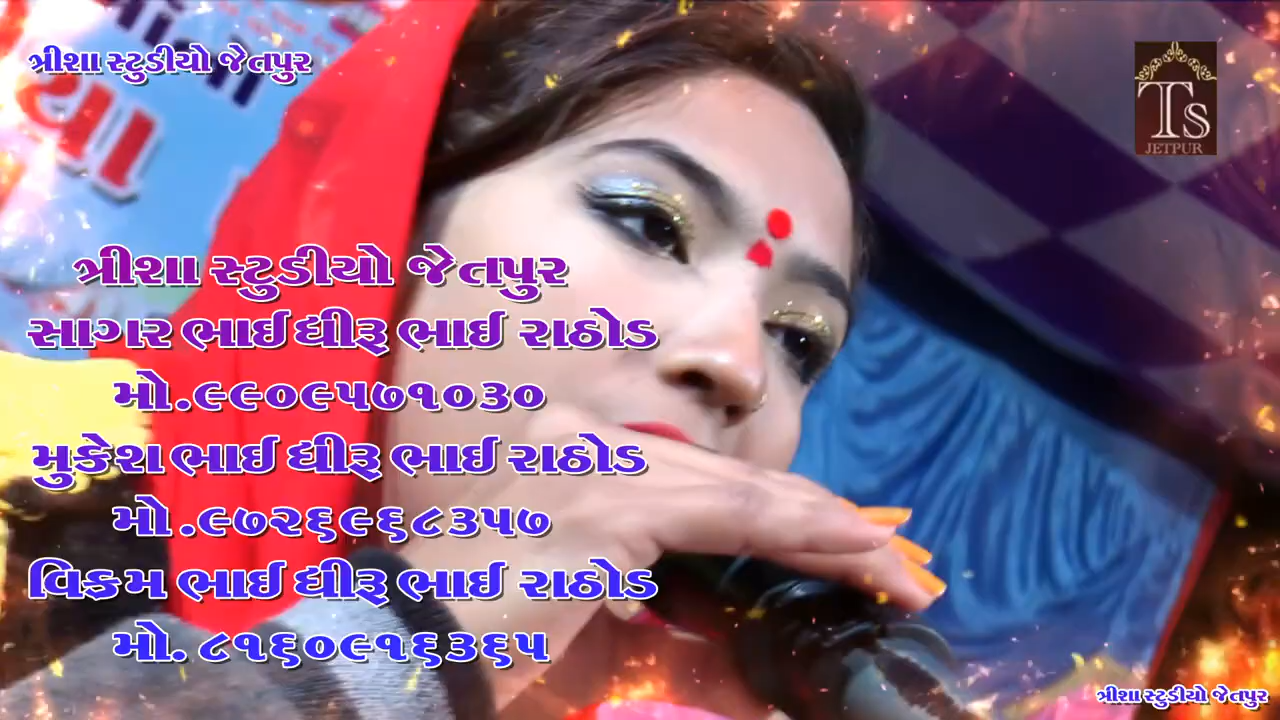 ત્રીશા સ્ટુડીયો જેતપુર
TS
JETPUR
ત્રીશા સ્ટુડીયો જેતપુર
સાગર ભાઈ ધીરૂ ભાઈ રાઠોડ
મો.૯૯૦૯૫૭૧૦૩૦
મુકેશ ભાઈ ધીરૂ ભાઈ રાઠોડ
મો.૯૭૨૬૯૬૮૩૫૭
વિક્રમ ભાઈ ધીરૂ ભાઈ રાઠોડ
મો. ૮૧૬૦૯૧૬૩૬૫
ત્રીશા સ્ટુડીયો જેતપુર